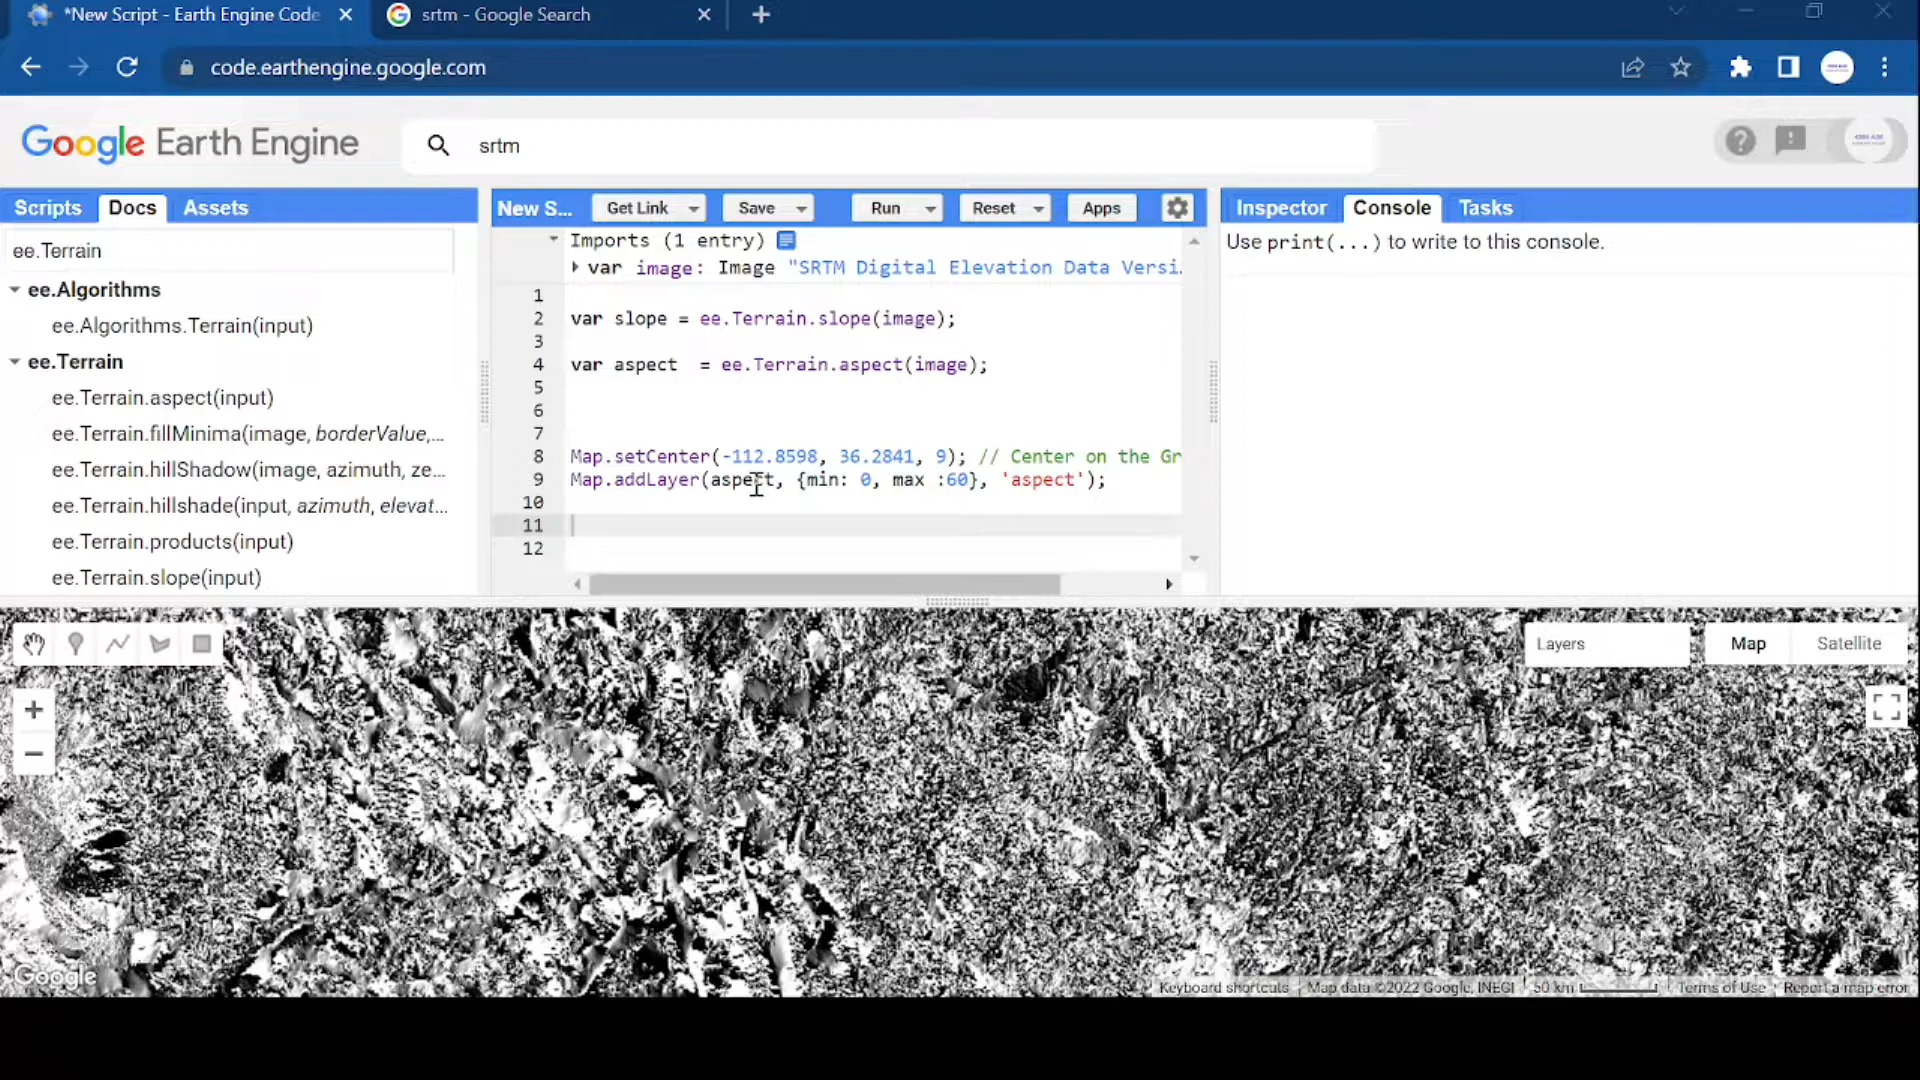 *New Script - Earth Engine Code
srtm - Google Search
code.earthengine.google.com
Google Earth Engine
srtm
Scripts
Docs
Assets
New S...
Get Link
Save
Run
Reset
Apps
Inspector
Console
Tasks
ee.Terrain
ee.Algorithms
ee.Algorithms.Terrain(input)
ee.Terrain
ee.Terrain.aspect(input)
ee.Terrain.fillMinima(image, borderValue,...
ee.Terrain.hillShadow(image, azimuth, ze...
ee.Terrain.hillshade(input, azimuth, elevat...
ee.Terrain.products(input)
ee.Terrain.slope(input)
Imports (1 entry)
var image: Image "SRTM Digital Elevation Data Versi.
1
2 var slope = ee.Terrain.slope(image);
3
4 var aspect  = ee.Terrain.aspect(image);
5
6
7
8 Map.setCenter(-112.8598, 36.2841, 9); // Center on the Gr
9 Map.addLayer(aspect, {min: 0, max :60}, 'aspect');
10
11
12
Use print(...) to write to this console.
Layers
Map
Satellite
Google
Keyboard shortcuts
Map data ©2022 Google, INEGI
50 km
Terms of Use
Report a map error